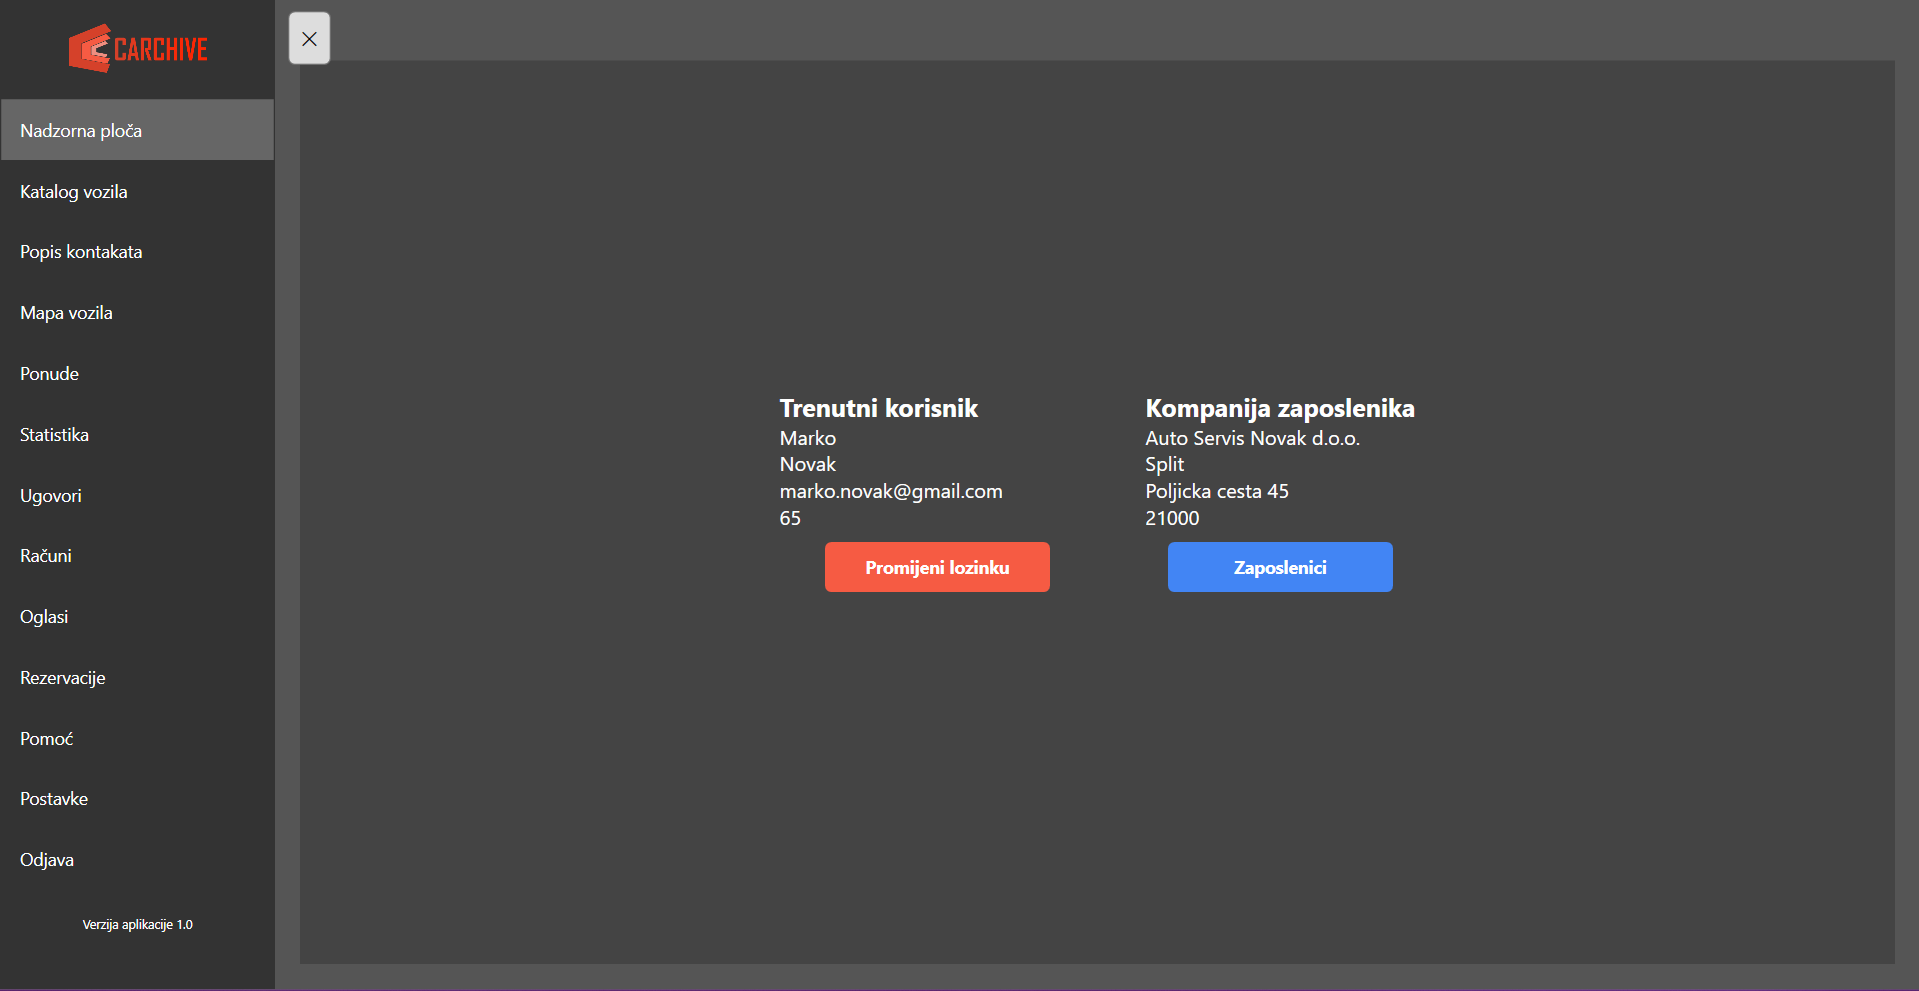 CARCHIVE
Nadzorna ploča
Katalog vozila
Popis kontakata
Mapa vozila
Ponude
Statistika
Ugovori
Računi
Oglasi
Rezervacije
Pomoć
Postavke
Odjava
Verzija aplikacije 1.0
Trenutni korisnik
Marko
Novak
marko.novak@gmail.com
65
Promijeni lozinku
Kompanija zaposlenika
Auto Servis Novak d.o.o.
Split
Poljicka cesta 45
21000
Zaposlenici